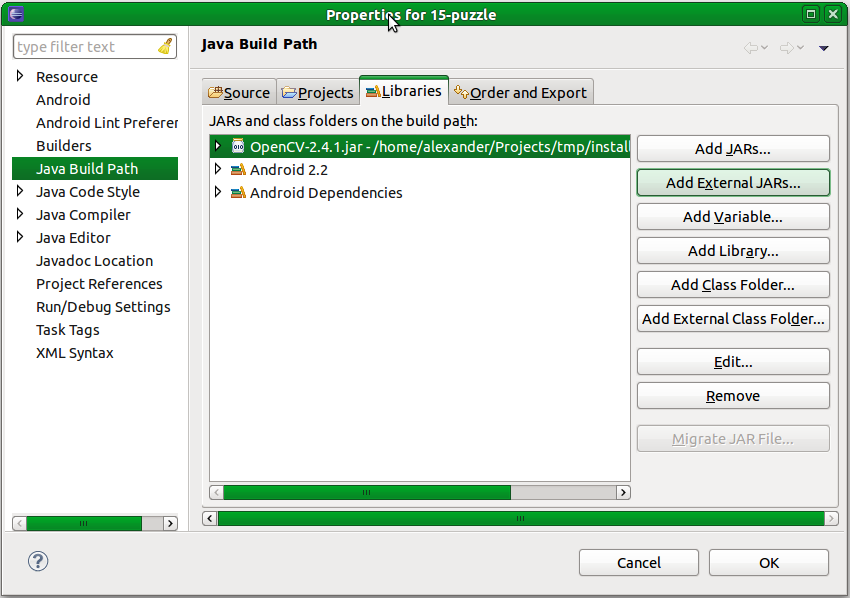 Properties for 15-puzzle
type filter text
Resource
Android
Android Lint Preferer
Builders
Java Build Path
Java Code Style
Java Compiler
Java Editor
Javadoc Location
Project References
Run/Debug Settings
Task Tags
XML Syntax
Java Build Path
Source Projects Libraries Order and Export
JARs and class folders on the build path:
OpenCV-2.4.1.jar - /home/alexander/Projects/tmp/instal
Android 2.2
Android Dependencies
Add JARs...
Add External JARs...
Add Variable...
Add Library...
Add Class Folder...
Add External Class Folder...
Edit...
Remove
Migrate JAR File...
?
Cancel OK